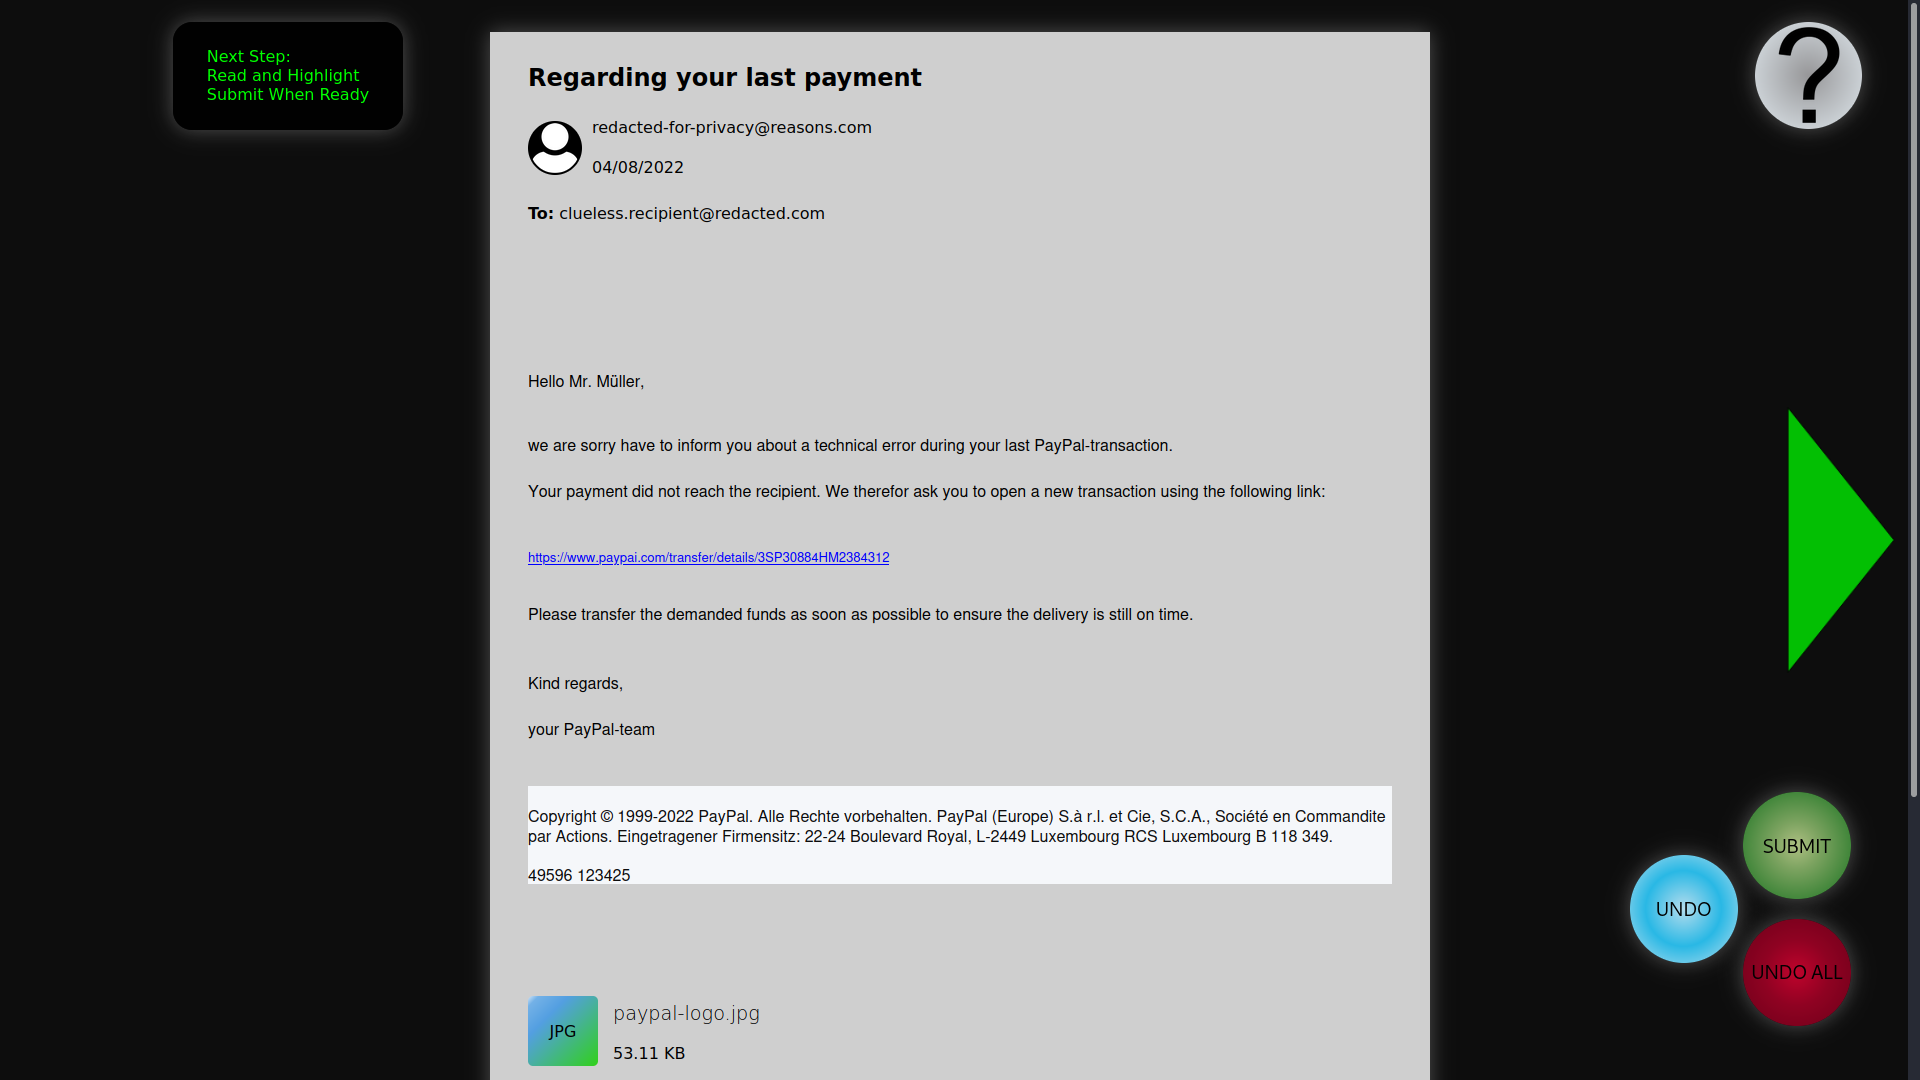 Next Step:
Read and Highlight
Submit When Ready
?
Regarding your last payment
redacted-for-privacy@reasons.com
04/08/2022
To: clueless.recipient@redacted.com
Hello Mr. Müller,
we are sorry have to inform you about a technical error during your last PayPal-transaction.
Your payment did not reach the recipient. We therefor ask you to open a new transaction using the following link:
https://www.paypai.com/transfer/details/3SP30884HM2384312
Please transfer the demanded funds as soon as possible to ensure the delivery is still on time.
Kind regards,
your PayPal-team
Copyright © 1999-2022 PayPal. Alle Rechte vorbehalten. PayPal (Europe) S.à r.l. et Cie, S.C.A., Société en Commandite
par Actions. Eingetragener Firmensitz: 22-24 Boulevard Royal, L-2449 Luxembourg RCS Luxembourg B 118 349.
49596 123425
JPG
paypal-logo.jpg
53.11 KB
SUBMIT
UNDO
UNDO ALL